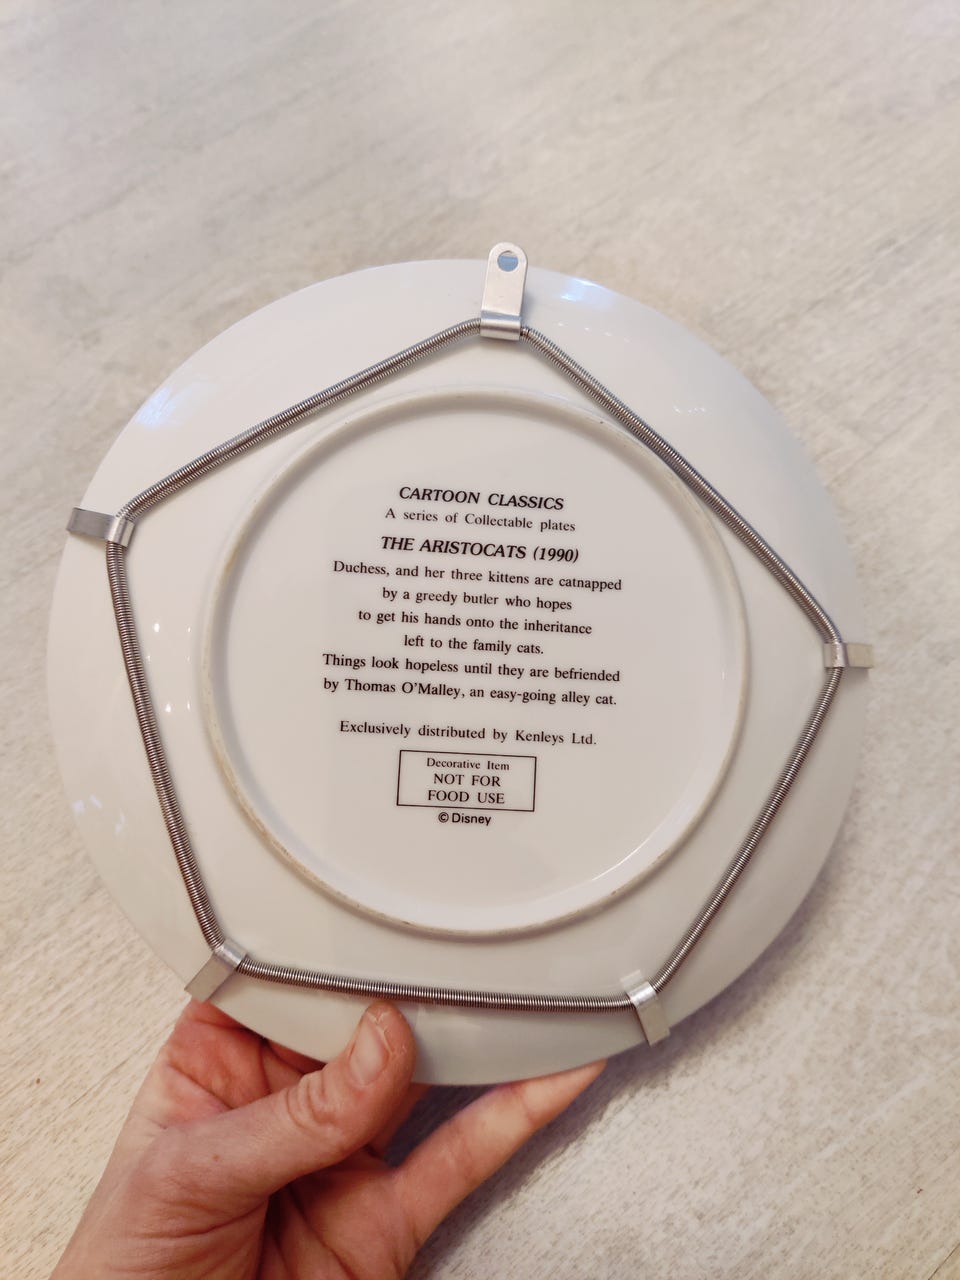 CARTOON CLASSICS
A series of Collectable plates
THE ARISTOCATS (1990)
Duchess, and her three kittens are catnapped
by a greedy butler who hopes
to get his hands onto the inheritance
left to the family cats.
Things look hopeless until they are befriended
by Thomas O'Malley, an easy-going alley cat.
Exclusively distributed by Kenleys Ltd.
Decorative Item
NOT FOR
FOOD USE
© Disney